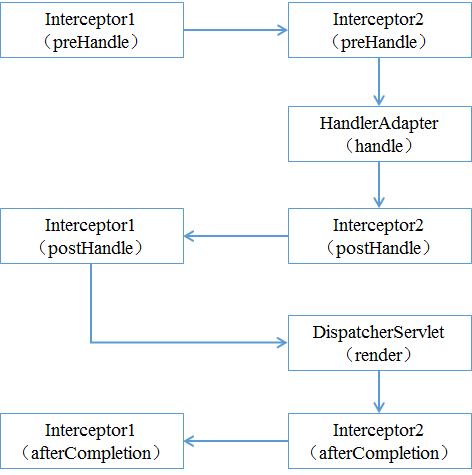 Interceptor1
（preHandle）
Interceptor2
（preHandle）
HandlerAdapter
（handle）
Interceptor1
（postHandle）
Interceptor2
（postHandle）
DispatcherServlet
（render）
Interceptor1
（afterCompletion）
Interceptor2
（afterCompletion）